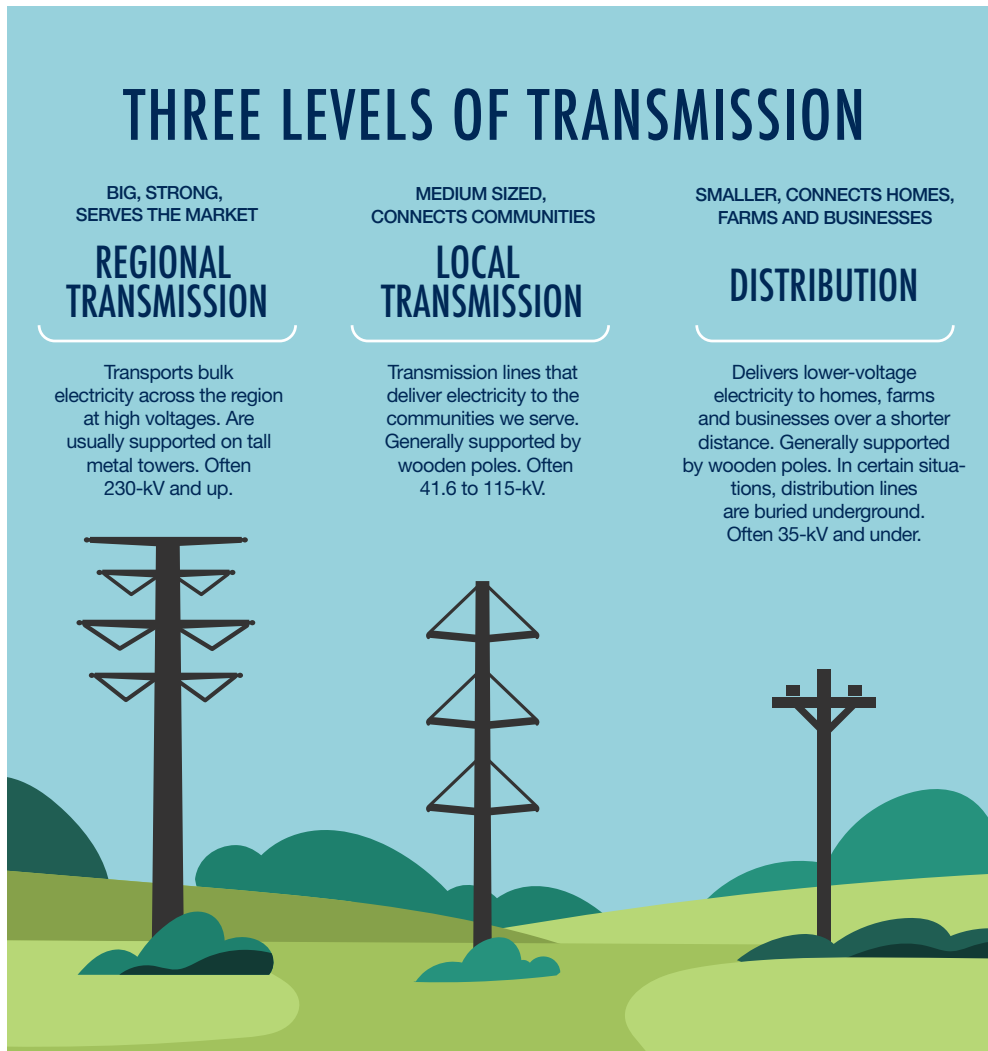 THREE LEVELS OF TRANSMISSION
BIG, STRONG,
SERVES THE MARKET
REGIONAL
TRANSMISSION
Transports bulk
electricity across the region
at high voltages. Are
usually supported on tall
metal towers. Often
230-kV and up.
MEDIUM SIZED,
CONNECTS COMMUNITIES
LOCAL
TRANSMISSION
Transmission lines that
deliver electricity to the
communities we serve.
Generally supported by
wooden poles. Often
41.6 to 115-kV.
SMALLER, CONNECTS HOMES,
FARMS AND BUSINESSES
DISTRIBUTION
Delivers lower-voltage
electricity to homes, farms
and businesses over a shorter
distance. Generally supported
by wooden poles. In certain situa-
tions, distribution lines
are buried underground.
Often 35-kV and under.